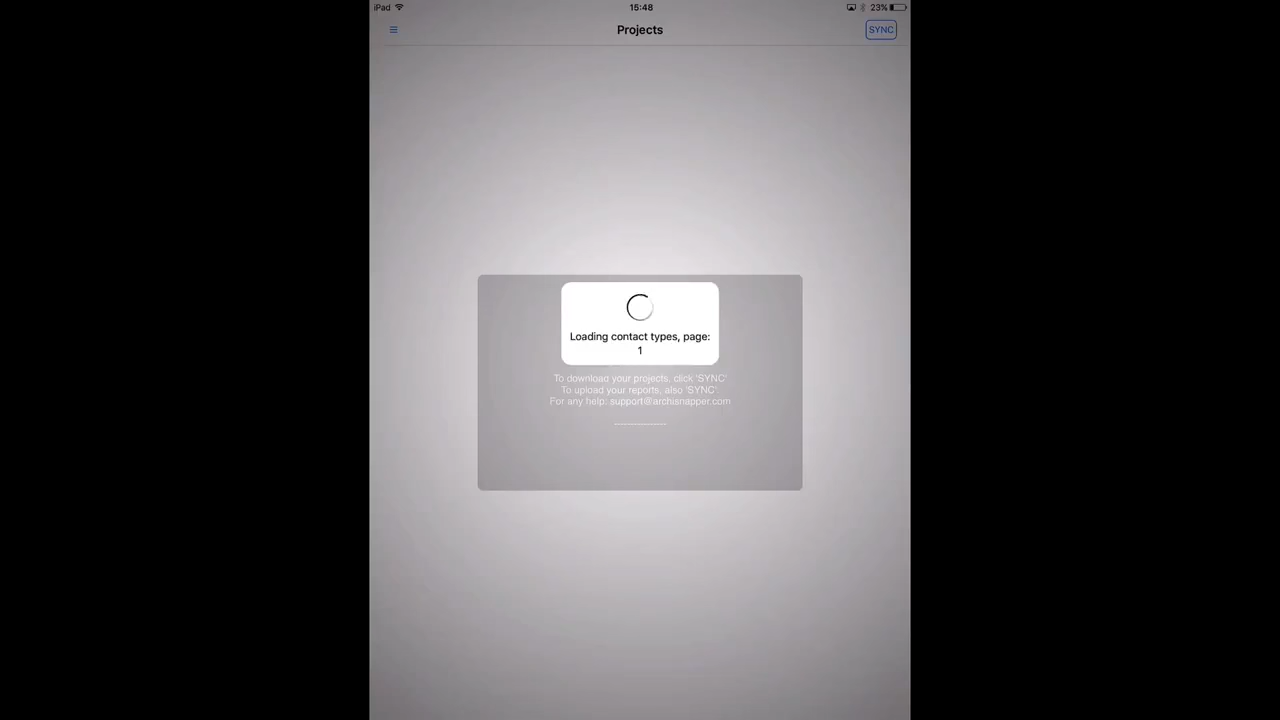 iPad
15:48
23%
Projects
SYNC
Loading contact types, page:
1
To download your projects, click 'SYNC'
To upload your reports, also 'SYNC'.
For any help: support@archisnapper.com